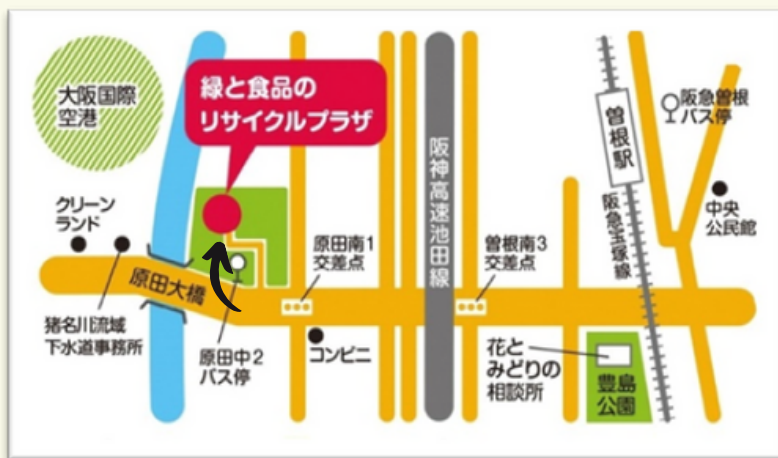 大阪国際
空港
緑と食品の
リサイクルプラザ
クリーン
ランド
猪名川流域
下水道事務所
原田大橋
原田中2
バス停
原田南1
交差点
コンビニ
阪神高速池田線
曽根南3
交差点
花と
みどりの
相談所
豊島
公園
曽根駅
阪急宝塚線
阪急曽根
バス停
中央
公民館